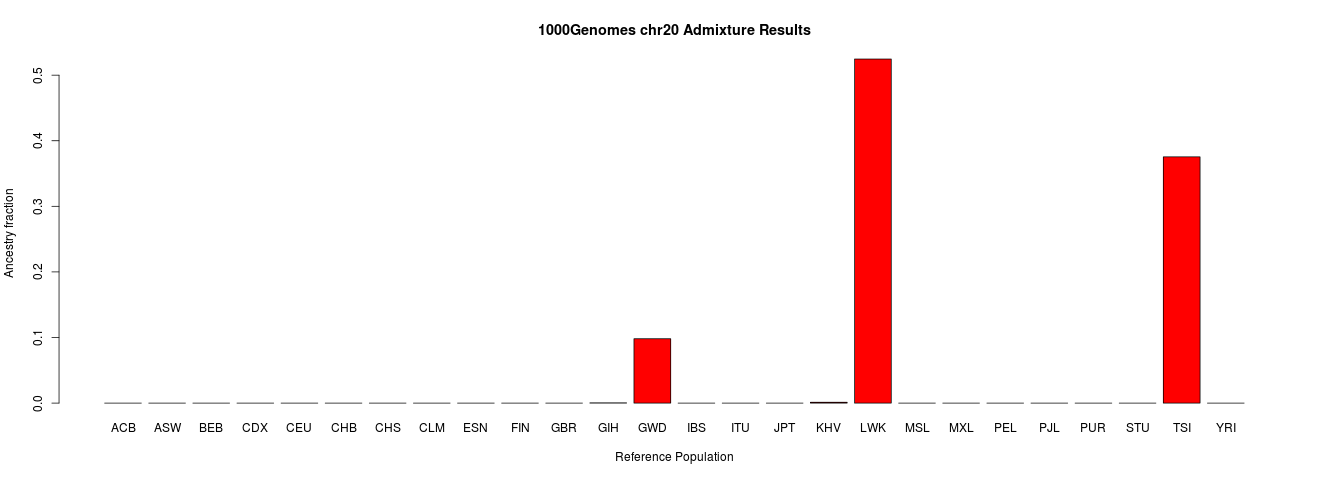 1000Genomes chr20 Admixture Results
Ancestry fraction
0.5
0.4
0.3
0.2
0.1
0.0
ACB ASW BEB CDX CEU CHB CHS CLM ESN FIN GBR GIH GWD IBS ITU JPT KHV LWK MSL MXL PEL PJL PUR STU TSI YRI
Reference Population